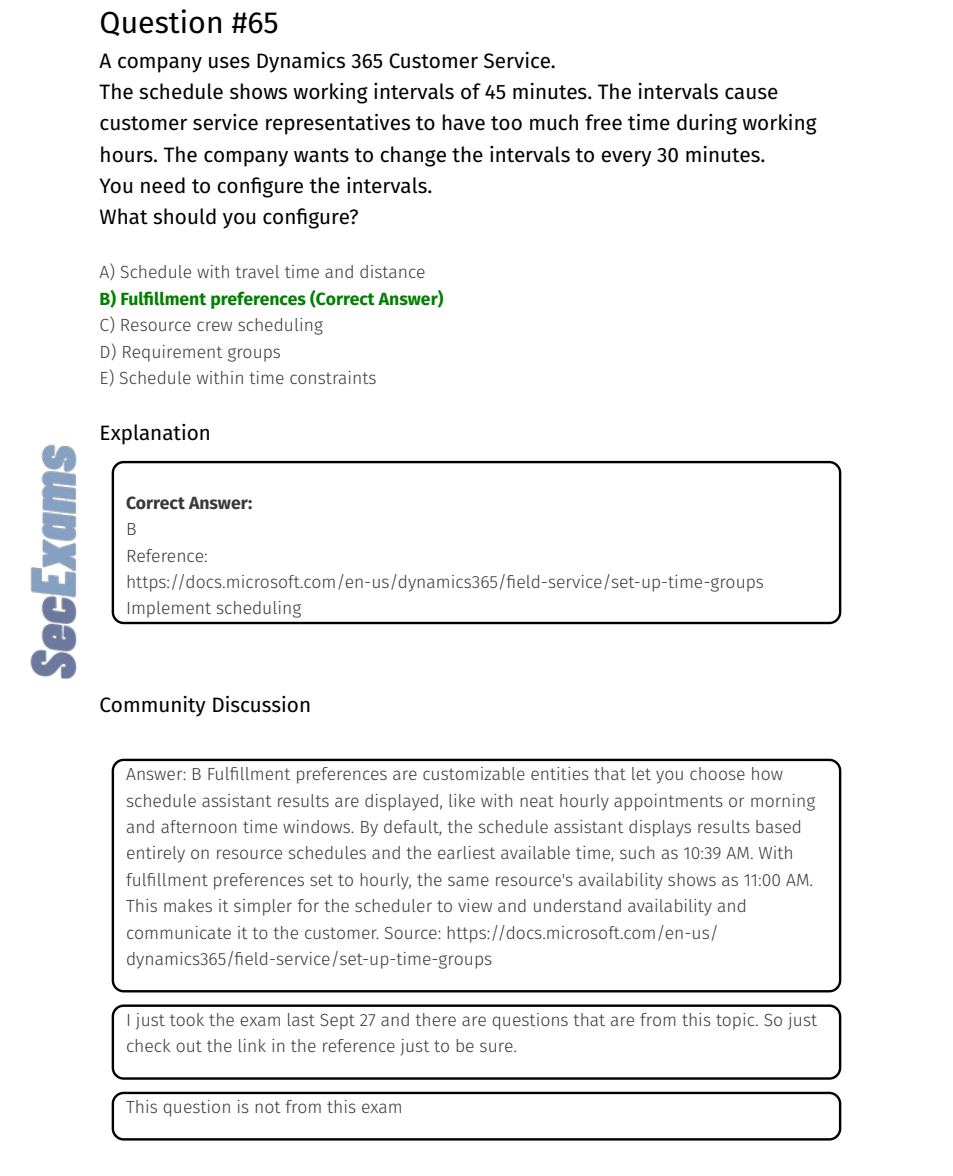 Question #65
A company uses Dynamics 365 Customer Service.
The schedule shows working intervals of 45 minutes. The intervals cause
customer service representatives to have too much free time during working
hours. The company wants to change the intervals to every 30 minutes.
You need to configure the intervals.
What should you configure?
A) Schedule with travel time and distance
B) Fulfillment preferences (Correct Answer)
C) Resource crew scheduling
D) Requirement groups
E) Schedule within time constraints
Explanation
SecExams
Correct Answer:
B
Reference:
https://docs.microsoft.com/en-us/dynamics365/field-service/set-up-time-groups
Implement scheduling
Community Discussion
Answer: B Fulfillment preferences are customizable entities that let you choose how
schedule assistant results are displayed, like with neat hourly appointments or morning
and afternoon time windows. By default, the schedule assistant displays results based
entirely on resource schedules and the earliest available time, such as 10:39 AM. With
fulfillment preferences set to hourly, the same resource's availability shows as 11:00 AM.
This makes it simpler for the scheduler to view and understand availability and
communicate it to the customer. Source: https://docs.microsoft.com/en-us/
dynamics365/field-service/set-up-time-groups
I just took the exam last Sept 27 and there are questions that are from this topic. So just
check out the link in the reference just to be sure.
This question is not from this exam